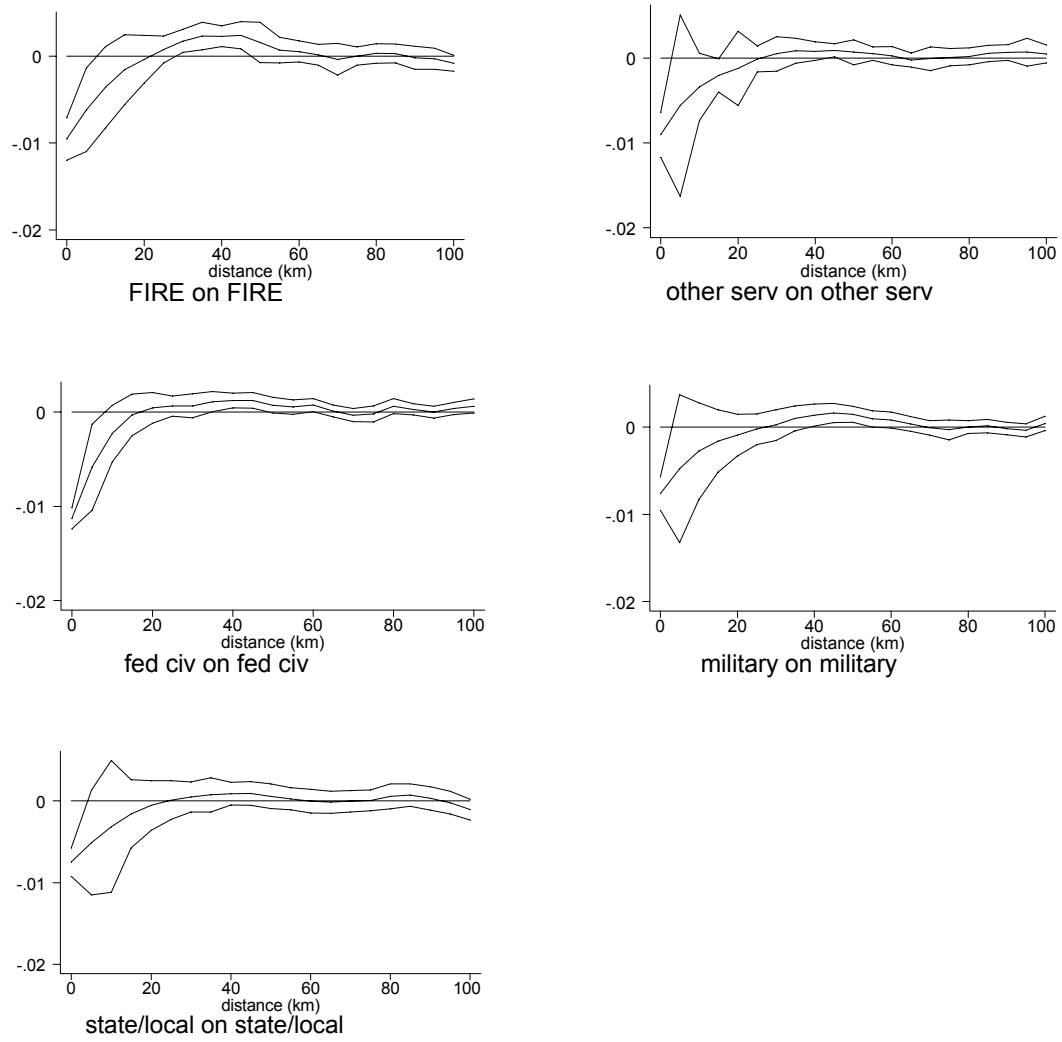 0
-.01
-.02
0 20 40 60 80 100
distance (km)
FIRE on FIRE
0
-.01
-.02
0 20 40 60 80 100
distance (km)
other serv on other serv
0
-.01
-.02
0 20 40 60 80 100
distance (km)
fed civ on fed civ
0
-.01
-.02
0 20 40 60 80 100
distance (km)
military on military
0
-.01
-.02
0 20 40 60 80 100
distance (km)
state/local on state/local